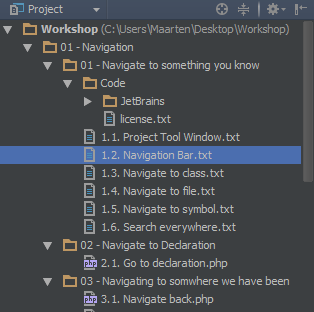 Project
Workshop (C:\Users\Maarten\Desktop\Workshop)
01 - Navigation
01 - Navigate to something you know
Code
JetBrains
license.txt
1.1. Project Tool Window.txt
1.2. Navigation Bar.txt
1.3. Navigate to class.txt
1.4. Navigate to file.txt
1.5. Navigate to symbol.txt
1.6. Search everywhere.txt
02 - Navigate to Declaration
php 2.1. Go to declaration.php
03 - Navigating to somwhere we have been
php 3.1. Navigate back.php